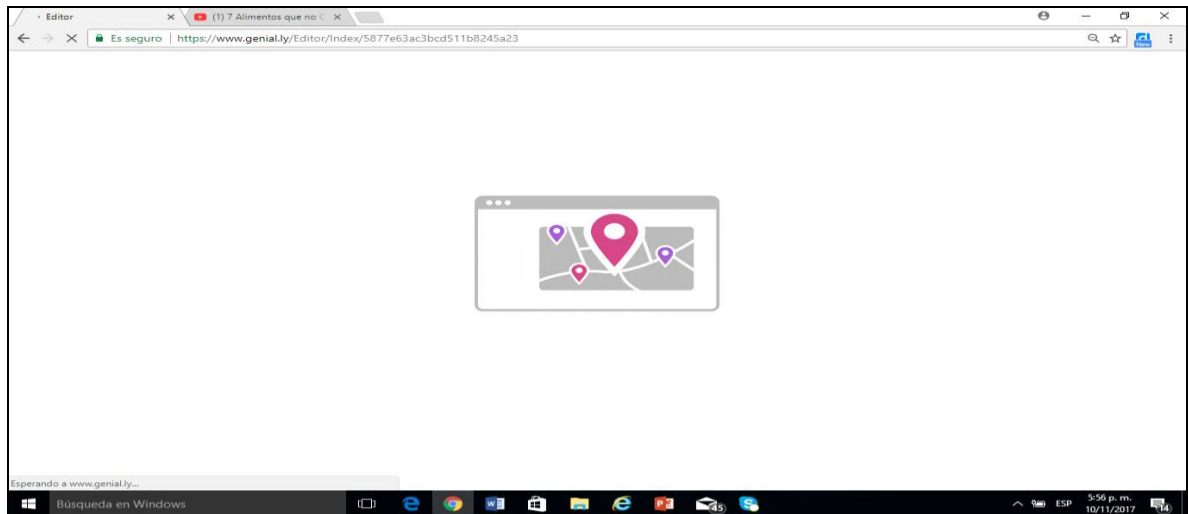 Editor
(1) 7 Alimentos que no C
Es seguro | https://www.genial.ly/Editor/Index/5877e63ac3bcd511b8245a23
New
Esperando a www.genial.ly...
Búsqueda en Windows
45
ESP
5:56 p. m.
10/11/2017
14